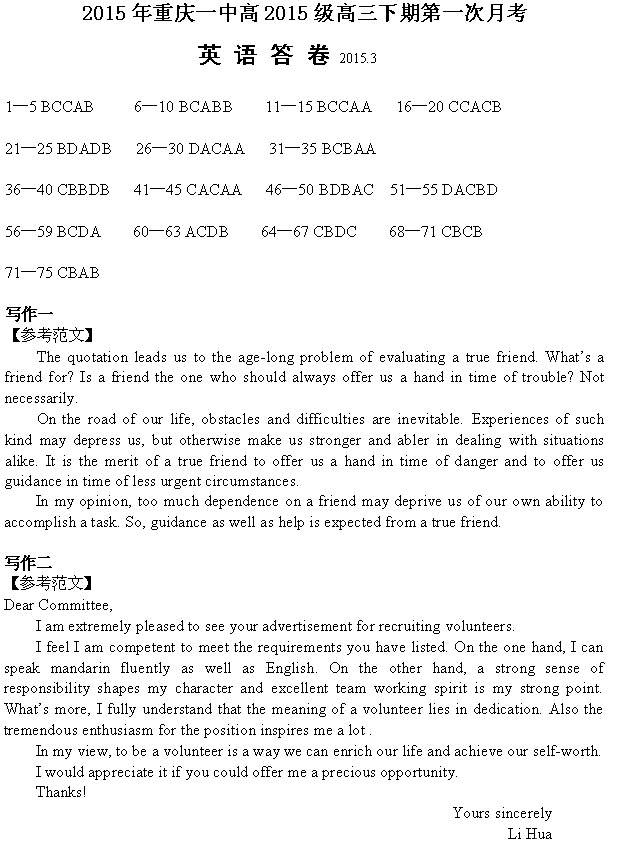 2015年重庆一中高2015级高三下期第一次月考
英 语 答 卷 2015.3
1—5 BCCAB 6—10 BCABB 11—15 BCCAA 16—20 CCACB
21—25 BDADB 26—30 DACAA 31—35 BCBAA
36—40 CBBDB 41—45 CACAA 46—50 BDBAC 51—55 DACBD
56—59 BCDA 60—63 ACDB 64—67 CBDC 68—71 CBCB
71—75 CBAB
写作一
【参考范文】
The quotation leads us to the age-long problem of evaluating a true friend. What's a
friend for? Is a friend the one who should always offer us a hand in time of trouble? Not
necessarily.
On the road of our life, obstacles and difficulties are inevitable. Experiences of such
kind may depress us, but otherwise make us stronger and abler in dealing with situations
alike. It is the merit of a true friend to offer us a hand in time of danger and to offer us
guidance in time of less urgent circumstances.
In my opinion, too much dependence on a friend may deprive us of our own ability to
accomplish a task. So, guidance as well as help is expected from a true friend.
写作二
【参考范文】
Dear Committee,
I am extremely pleased to see your advertisement for recruiting volunteers.
I feel I am competent to meet the requirements you have listed. On the one hand, I can
speak mandarin fluently as well as English. On the other hand, a strong sense of
responsibility shapes my character and excellent team working spirit is my strong point.
What's more, I fully understand that the meaning of a volunteer lies in dedication. Also the
tremendous enthusiasm for the position inspires me a lot .
In my view, to be a volunteer is a way we can enrich our life and achieve our self-worth.
I would appreciate it if you could offer me a precious opportunity.
Thanks!
Yours sincerely
Li Hua